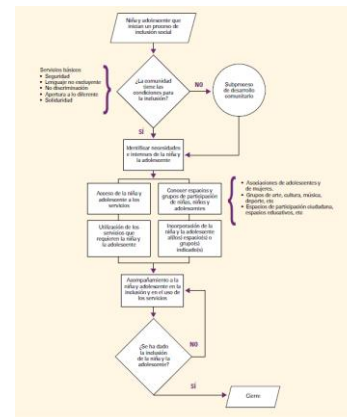 Niña y adolescente que
inician un proceso de
inclusión social
Servicios básicos
• Seguridad
• Lenguaje no excluyente
• No discriminación
• Apertura a lo diferente
• Solidaridad
¿La comunidad
tiene las
condiciones para
la inclusión?
NO
Subproceso
de desarrollo
comunitario
SÍ
Identificar necesidades
e intereses de la niña y
la adolescente
Acceso de la niña y
adolescente a los
servicios
Conocer espacios y
grupos de participación
de niñas, niños y
adolescentes
• Asociaciones de adolescentes y
de mujeres.
• Grupos de arte, cultura, música,
deporte, etc
• Espacios de participación ciudadana,
espacios educativos, etc
Utilización de los
servicios que
requieren la niña y
la adolescente
Incorporación de la
niña y la adolescente
al(los) espacio(s) o
grupo(s)
indicado(s)
Acompañamiento a la
niña y adolescente en la
inclusión y en el uso de
los servicios
¿Se ha dado
la inclusión
de la niña y la
adolescente?
NO
SÍ
Cierre